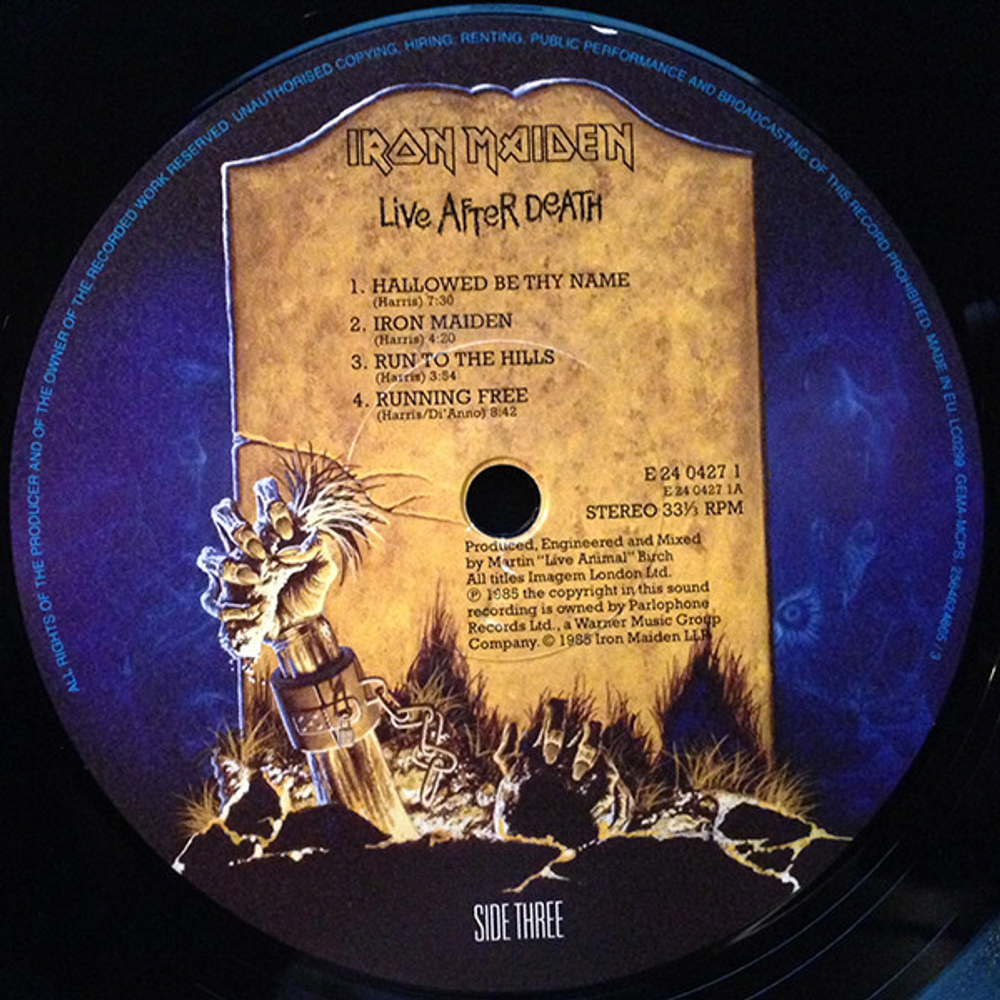 ALL RIGHTS OF THE PRODUCER AND OF THE OWNER OF THE RECORDED WORK RESERVED. UNAUTHORISED COPYING, HIRING, RENTING, PUBLIC PERFORMANCE AND BROADCASTING OF THIS RECORD PROHIBITED. MADE IN EU. LC0299 GEMA-MCPS
IRON MAIDEN
LIVE AFTER DEATH
1. HALLOWED BE THY NAME
(Harris) 7:30
2. IRON MAIDEN
(Harris) 4:20
3. RUN TO THE HILLS
(Harris) 3:54
4. RUNNING FREE
(Harris/Di'Anno) 8:42
E 24 0427 1
E 24 0427 1A
STEREO 33⅓ RPM
Produced, Engineered and Mixed
by Martin "Live Animal" Birch
All titles Imagem London Ltd.
℗ 1985 the copyright in this sound
recording is owned by Parlophone
Records Ltd., a Warner Music Group
Company. © 1985 Iron Maiden LLP
SIDE THREE